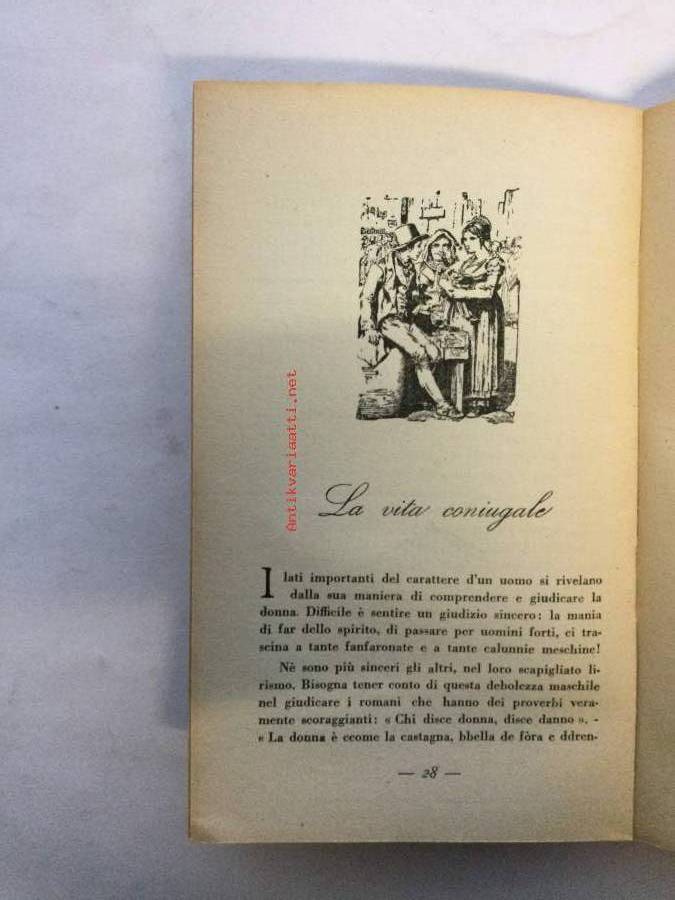 Antikvariaatti.net
La vita coniugale
I lati importanti del carattere d'un uomo si rivelano
dalla sua maniera di comprendere e giudicare la
donna. Difficile è sentire un giudizio sincero: la mania
di far dello spirito, di passare per uomini forti, ci tra-
scina a tante fanfaronate e a tante calunnie meschine!
Nè sono più sinceri gli altri, nel loro scapigliato li-
rismo. Bisogna tener conto di questa debolezza maschile
nel giudicare i romani che hanno dei proverbi vera-
mente scoraggianti: « Chi disce donna, disce danno ». -
« La donna è ccome la castagna, bbella de fòra e ddren-
— 28 —